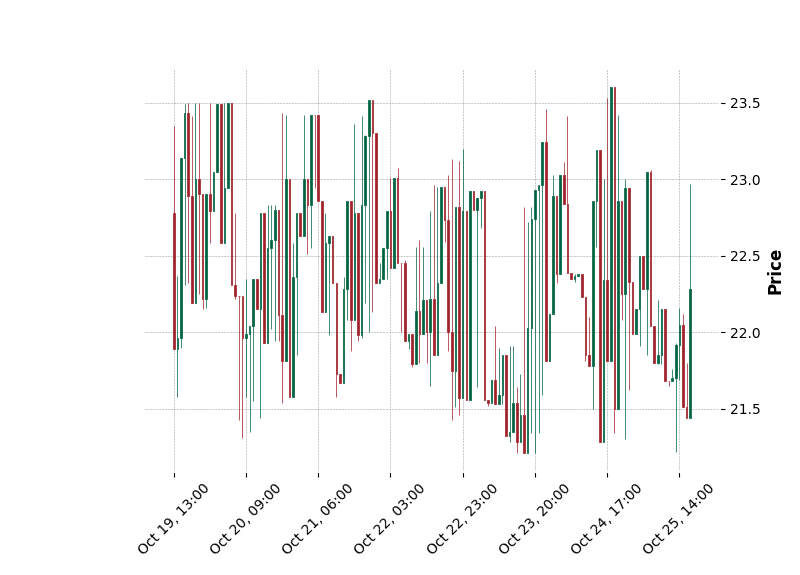 23.5
23.0
22.5
22.0
21.5
Price
Oct 19, 13:00
Oct 20, 09:00
Oct 21, 06:00
Oct 22, 03:00
Oct 22, 23:00
Oct 23, 20:00
Oct 24, 17:00
Oct 25, 14:00